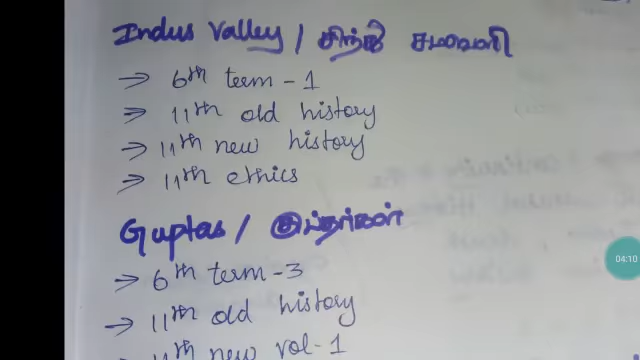 Indus Valley / சிந்து சமவெளி
→ 6th term - 1
→ 11th old history
→ 11th new history
→ 11th ethics
Guptas / குப்தர்கள்
→ 6th term - 3
→ 11th old history
→ 11th new vol - 1
04:10